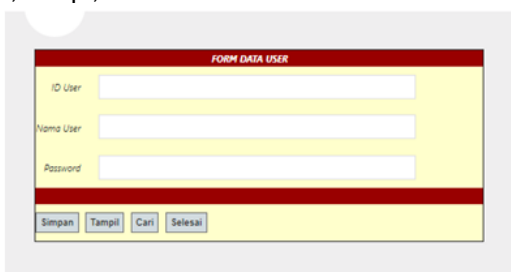 FORM DATA USER
ID User
Nama User
Password
Simpan Tampil Cari Selesai